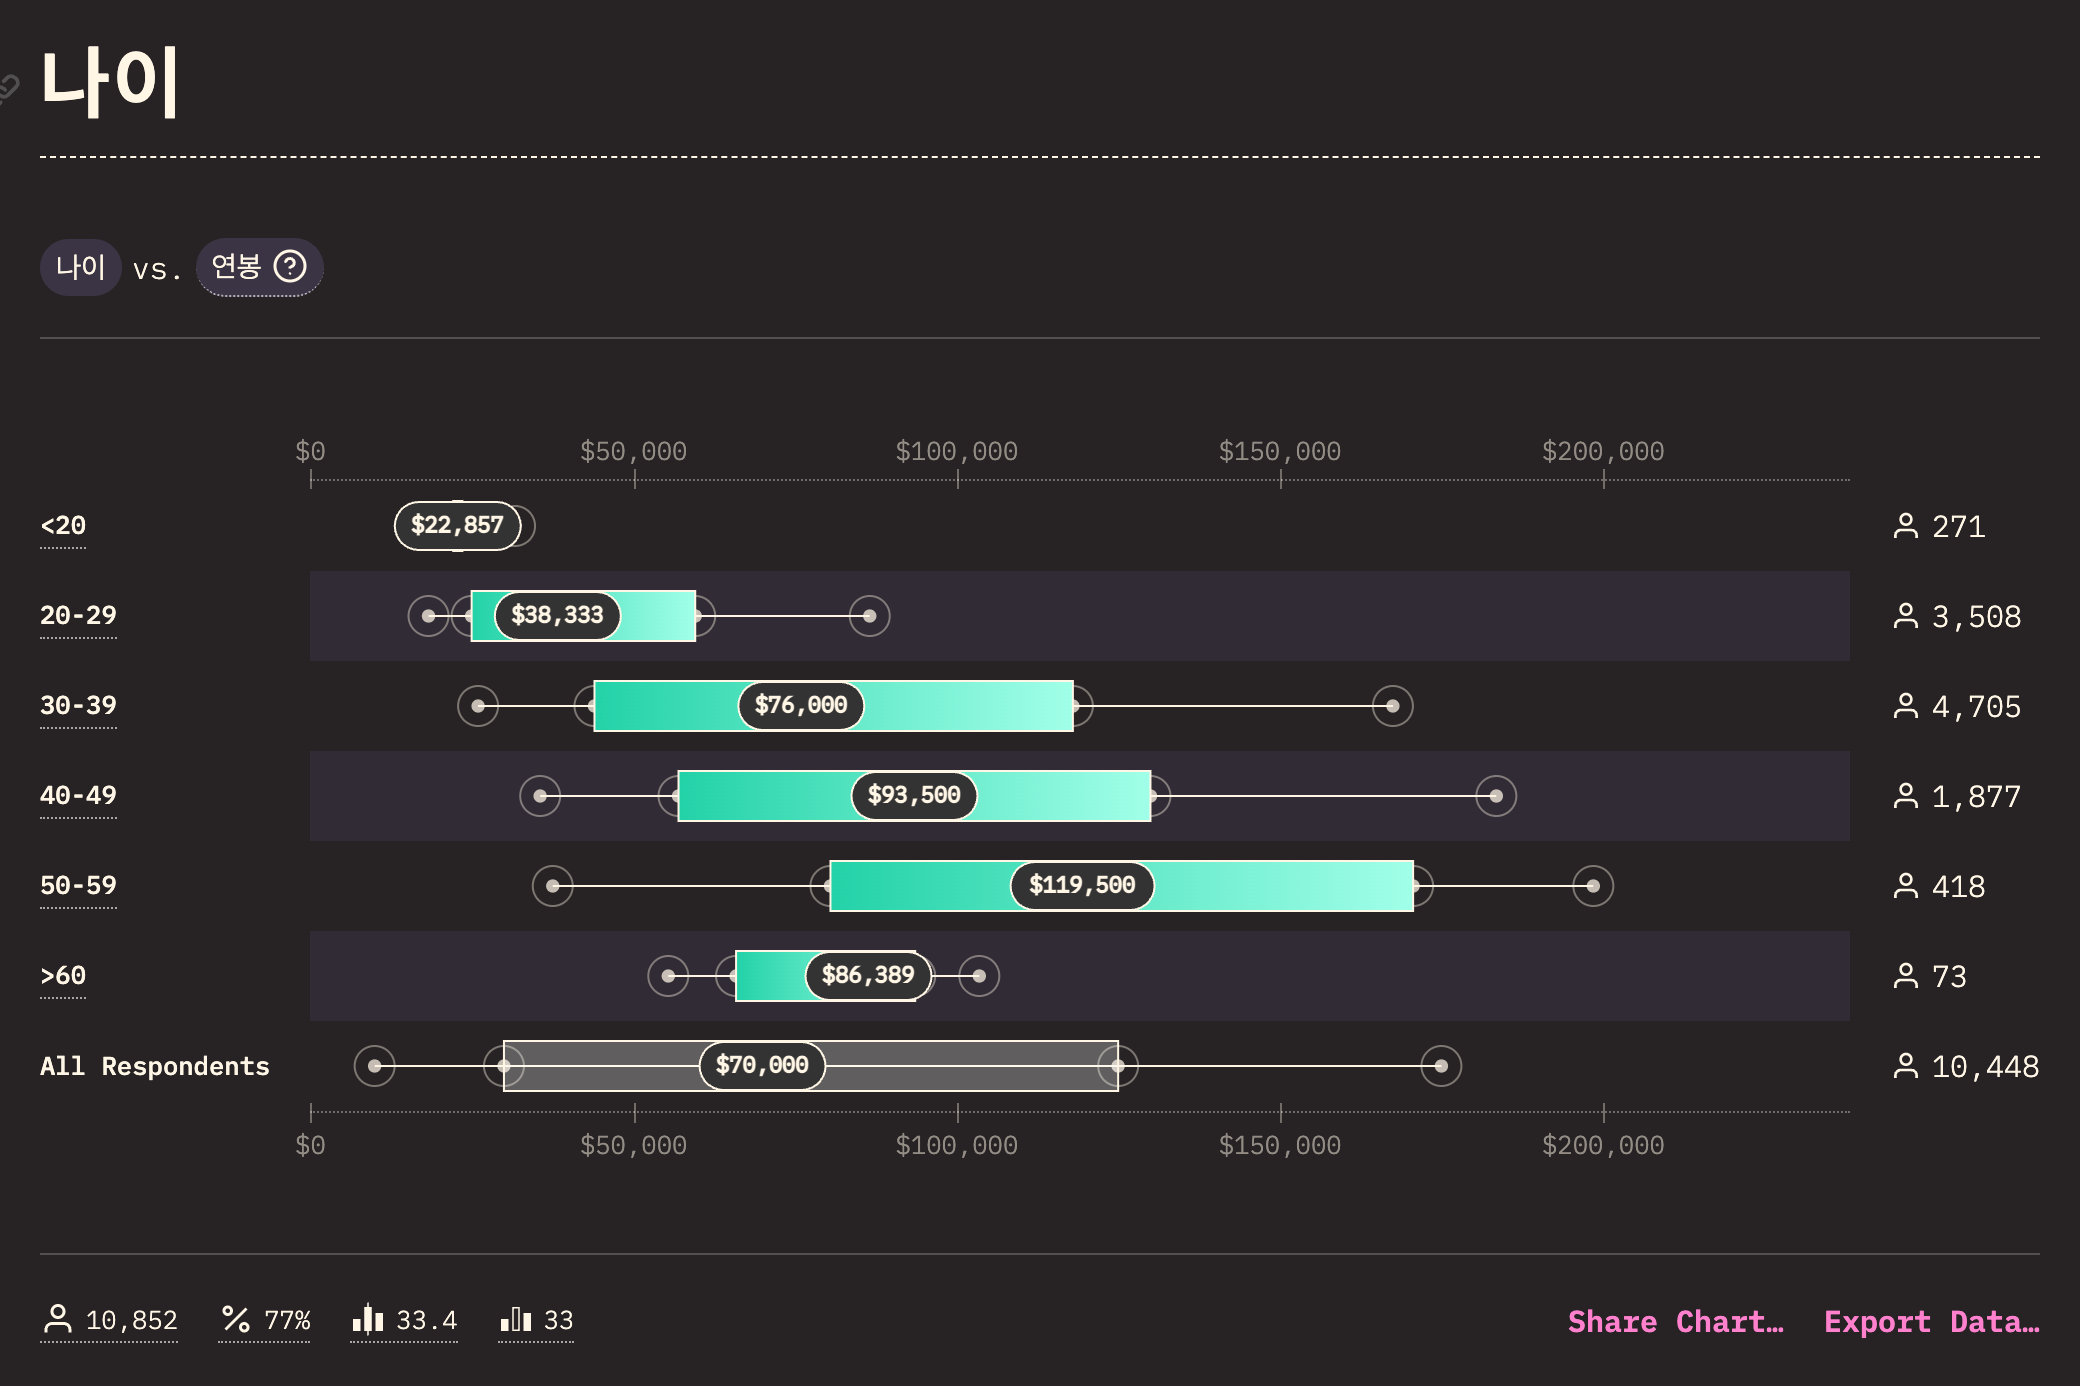 나이
나이 vs. 연봉 ?
$0 $50,000 $100,000 $150,000 $200,000
<20 $22,857 271
20-29 $38,333 3,508
30-39 $76,000 4,705
40-49 $93,500 1,877
50-59 $119,500 418
>60 $86,389 73
All Respondents $70,000 10,448
$0 $50,000 $100,000 $150,000 $200,000
10,852 % 77% 33.4 33 Share Chart… Export Data…